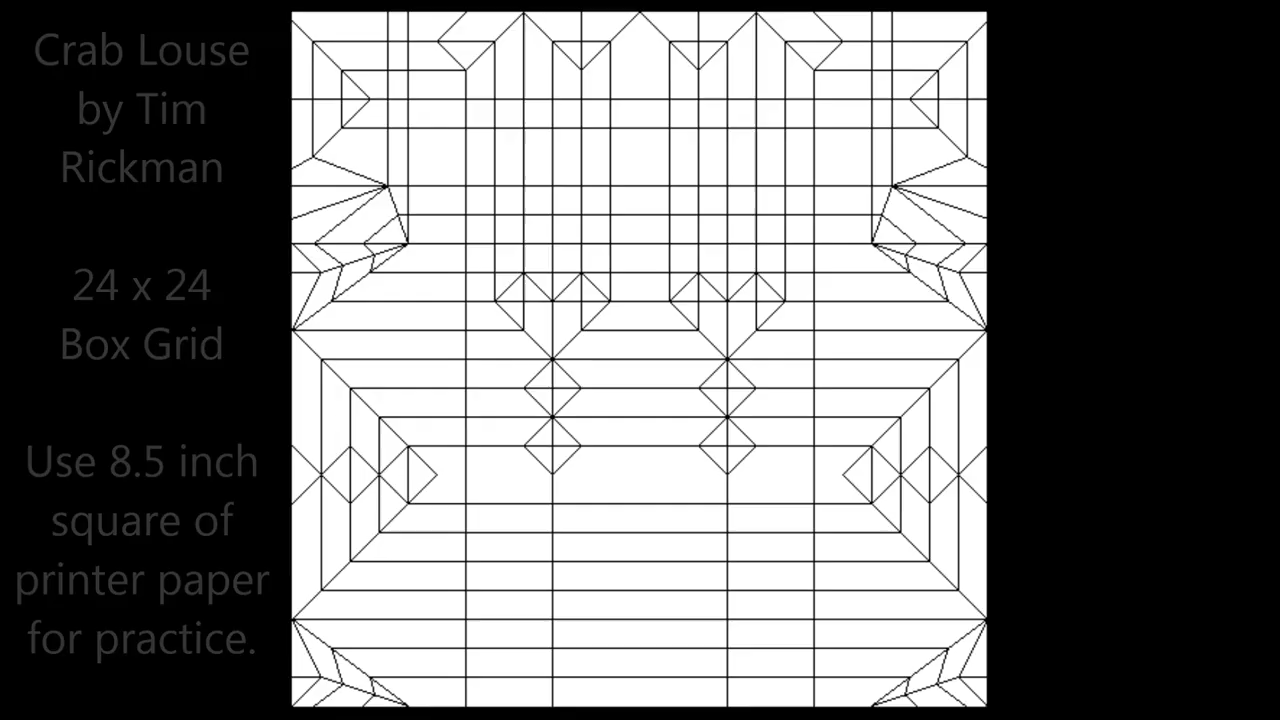 Crab Louse
by Tim
Rickman
24 x 24
Box Grid
Use 8.5 inch
square of
printer paper
for practice.